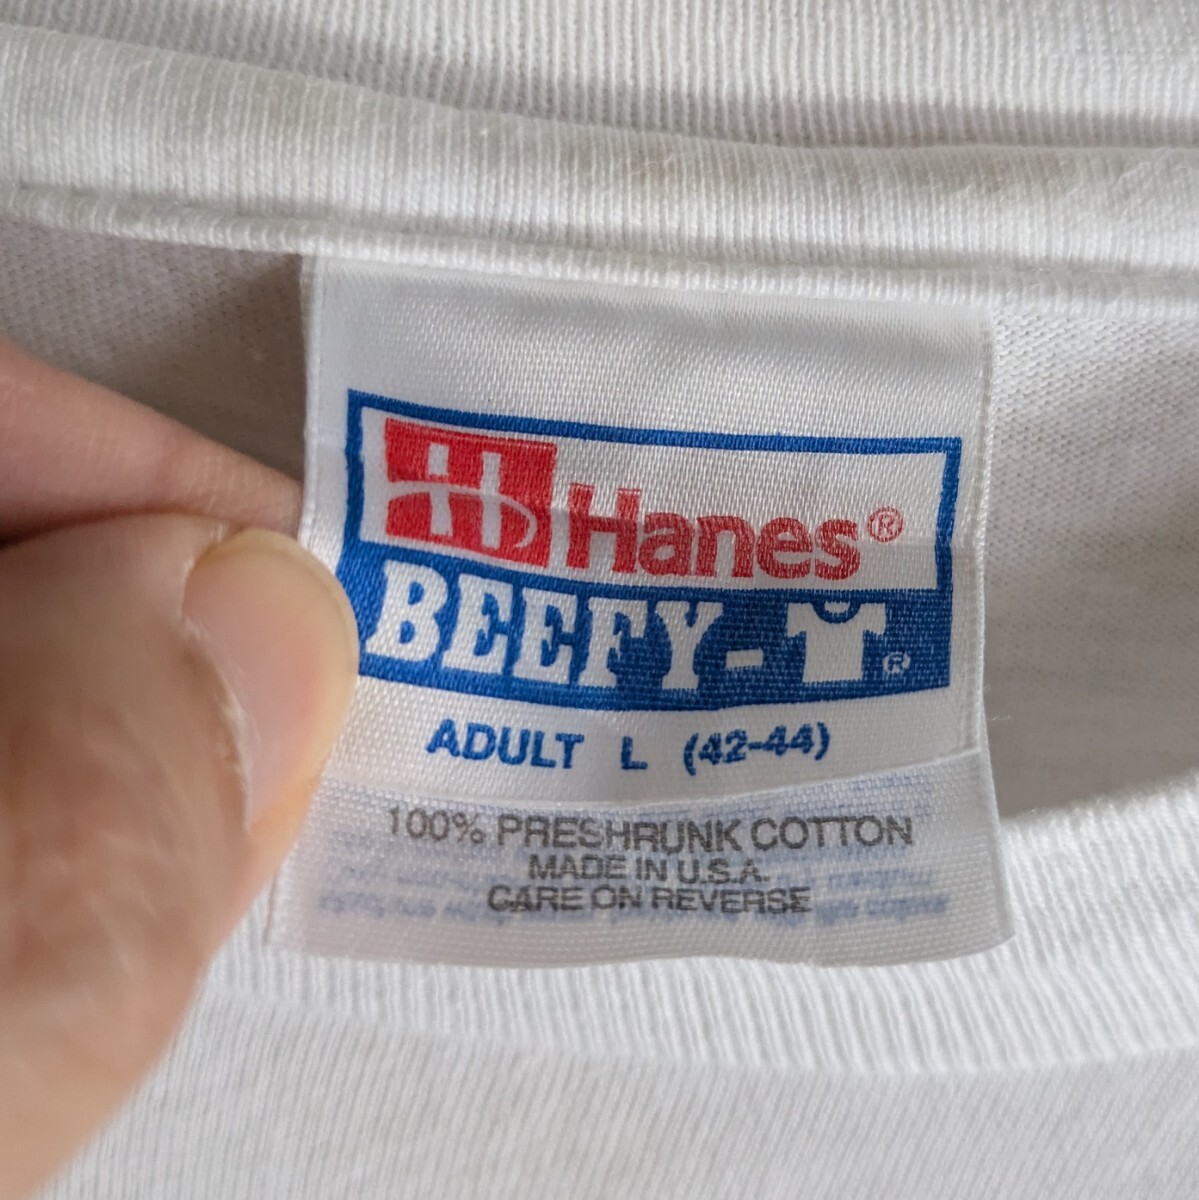 Hanes®
BEEFY-®
ADULT L (42-44)
100% PRESHRUNK COTTON
MADE IN U.S.A.
CARE ON REVERSE